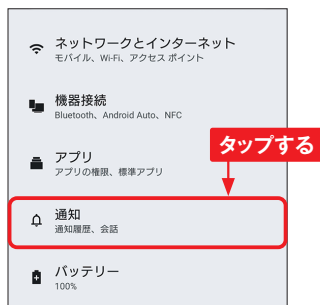 ネットワークとインターネット
モバイル、Wi-Fi、アクセス ポイント
機器接続
Bluetooth、Android Auto、NFC
タップする
アプリ
アプリの権限、標準アプリ
通知
通知履歴、会話
バッテリー
100%